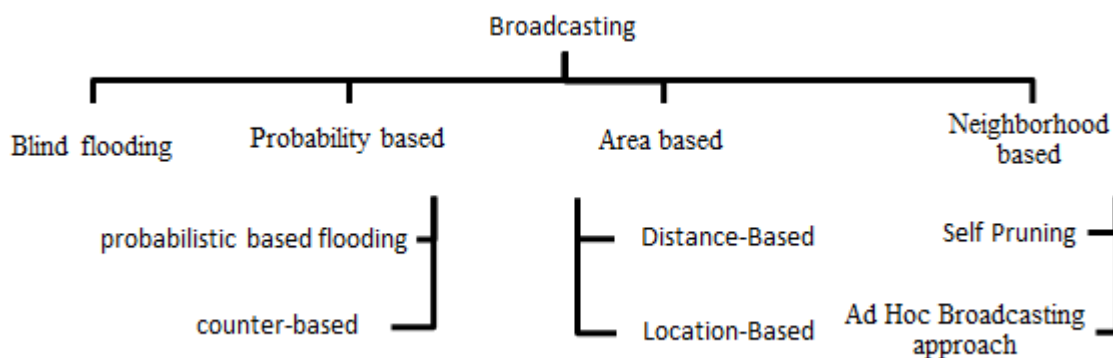 Broadcasting
Blind flooding
Probability based
Area based
Neighborhood
based
probabilistic based flooding
counter-based
Distance-Based
Location-Based
Self Pruning
Ad Hoc Broadcasting
approach